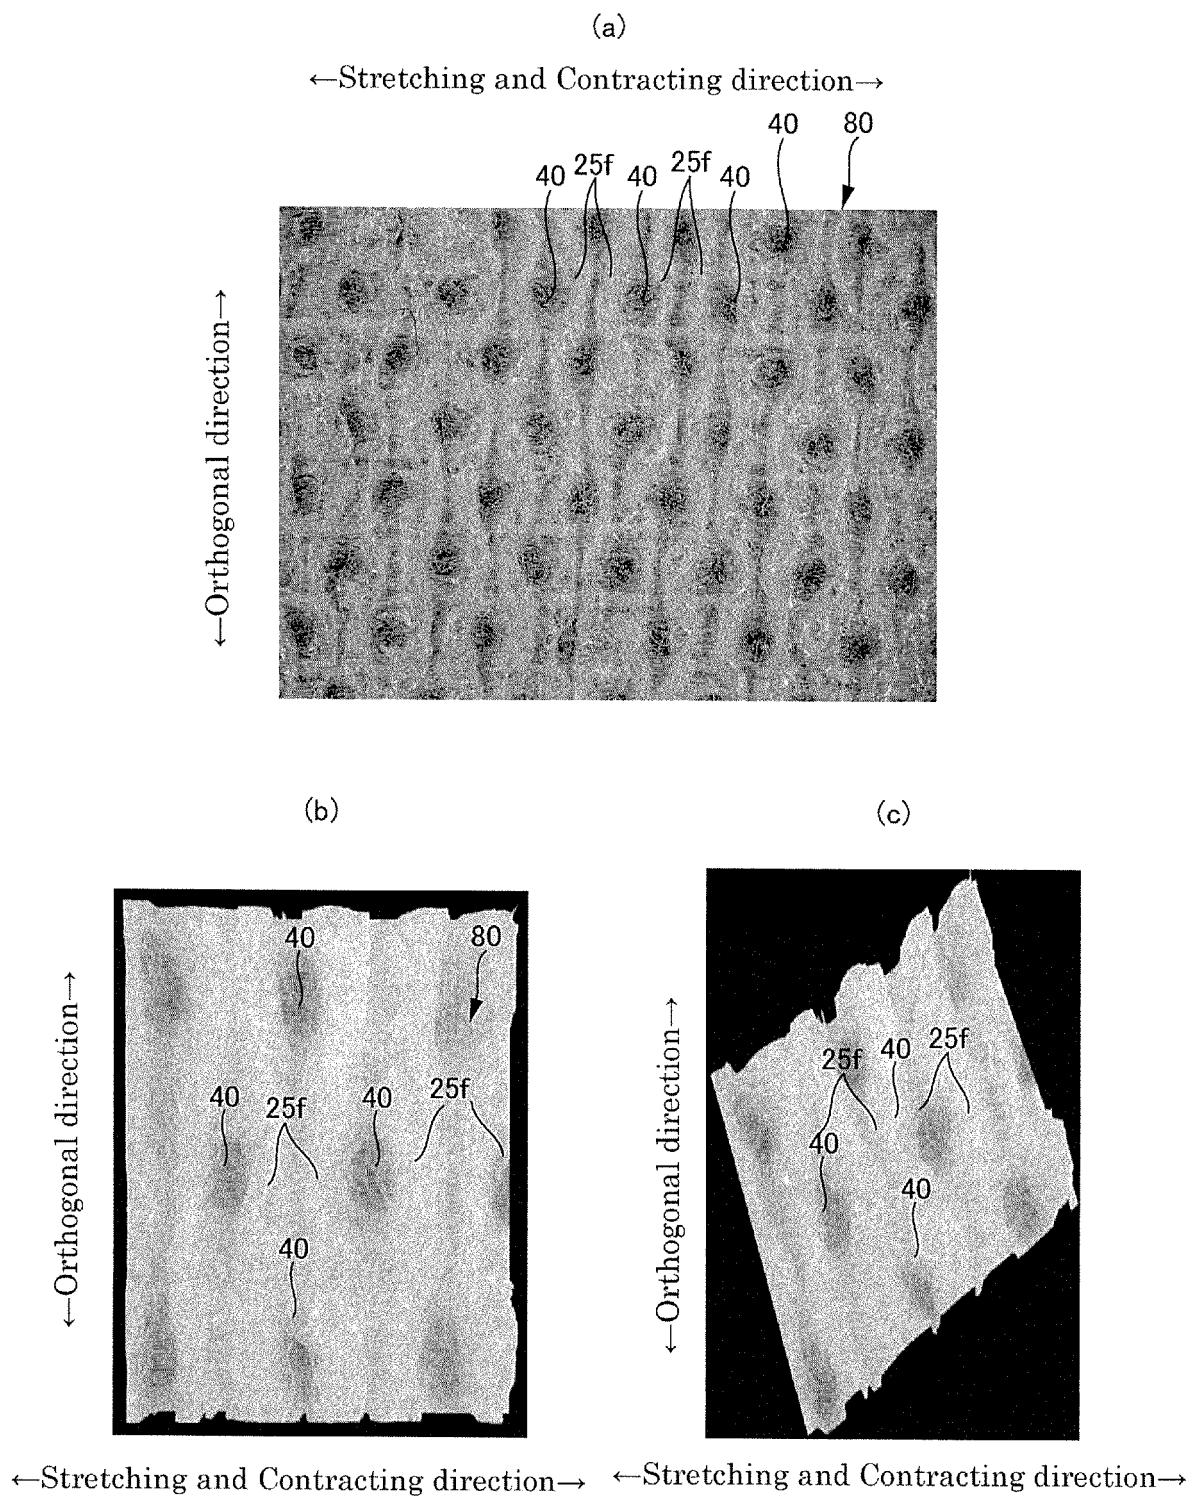 (a)
←Stretching and Contracting direction→
40 80
40 25f 40 25f 40
←Orthogonal direction→
(b)
(c)
←Orthogonal direction→
40 80
40 25f 40 25f
40
←Stretching and Contracting direction→
←Orthogonal direction→
25f 40 25f
40
40
←Stretching and Contracting direction→